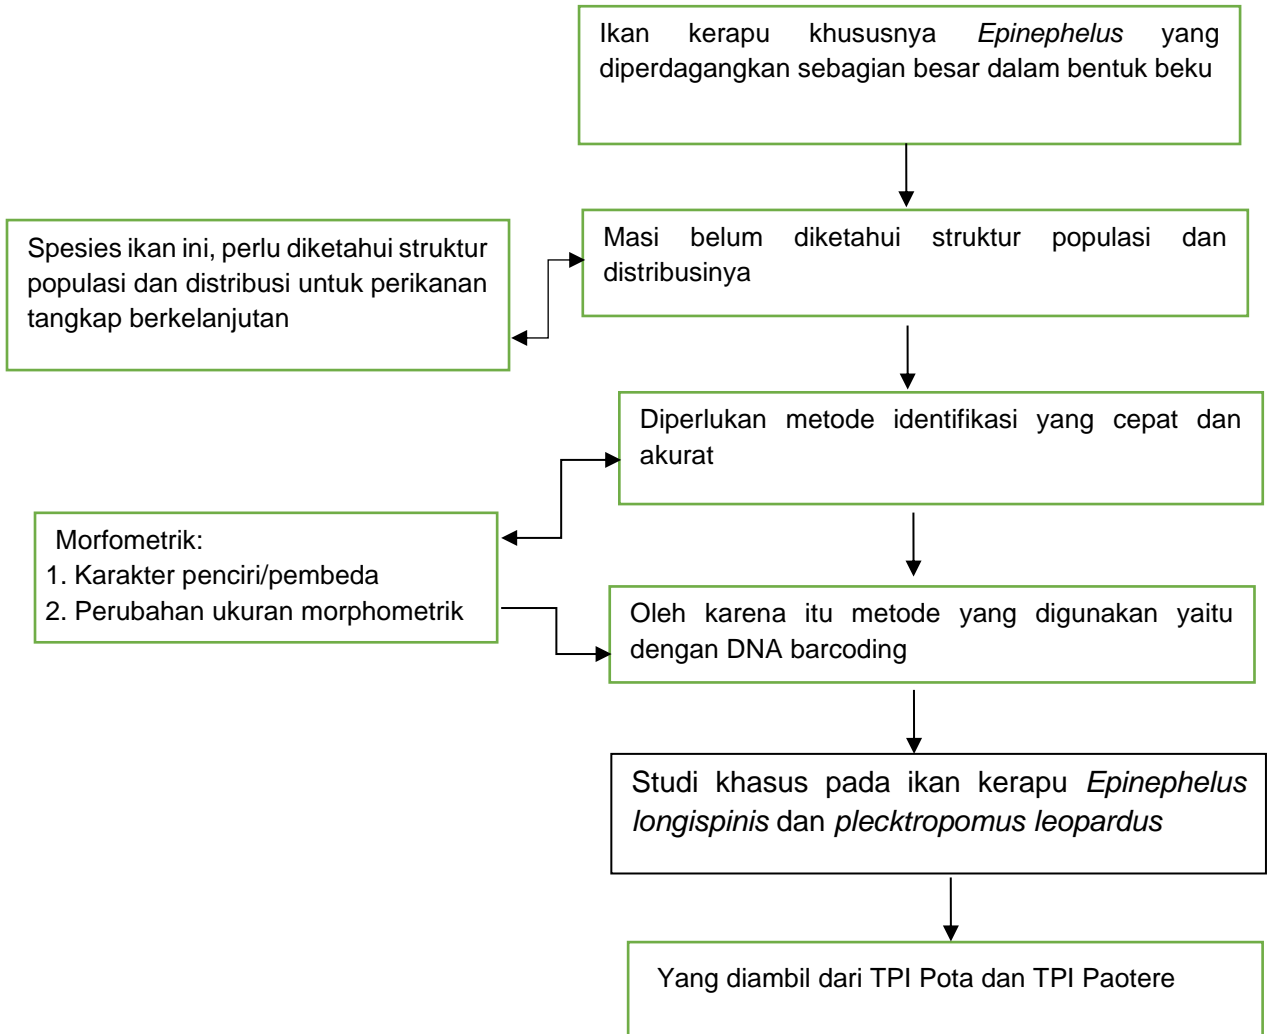 Ikan kerapu khususnya Epinephelus yang
diperdagangkan sebagian besar dalam bentuk beku
Masi belum diketahui struktur populasi dan
distribusinya
Spesies ikan ini, perlu diketahui struktur
populasi dan distribusi untuk perikanan
tangkap berkelanjutan
Diperlukan metode identifikasi yang cepat dan
akurat
Morfometrik:
1. Karakter penciri/pembeda
2. Perubahan ukuran morphometrik
Oleh karena itu metode yang digunakan yaitu
dengan DNA barcoding
Studi khasus pada ikan kerapu Epinephelus
longispinis dan plecktropomus leopardus
Yang diambil dari TPI Pota dan TPI Paotere